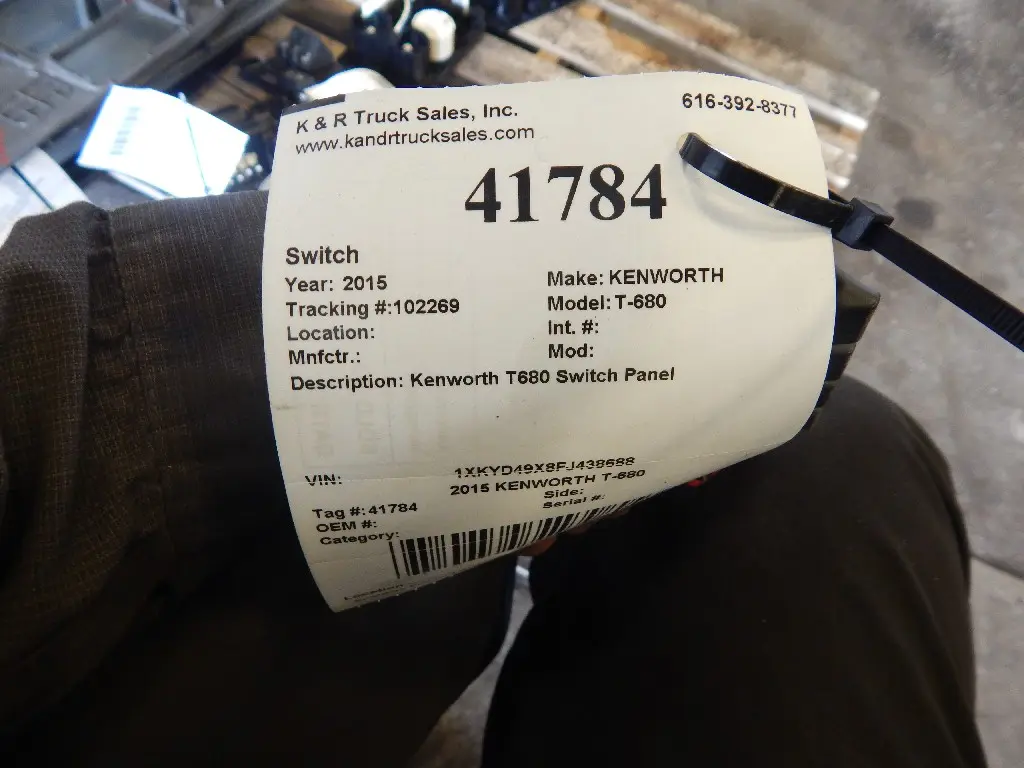 K & R Truck Sales, Inc.
616-392-8377
www.kandrtrucksales.com
41784
Switch
Year: 2015
Make: KENWORTH
Tracking #:102269
Model: T-680
Location:
Int. #:
Mnfctr.:
Mod:
Description: Kenworth T680 Switch Panel
VIN: 1XKYD49X8FJ438688
2015 KENWORTH T-680
Tag #: 41784
Side:
OEM #:
Serial #:
Category:
Location